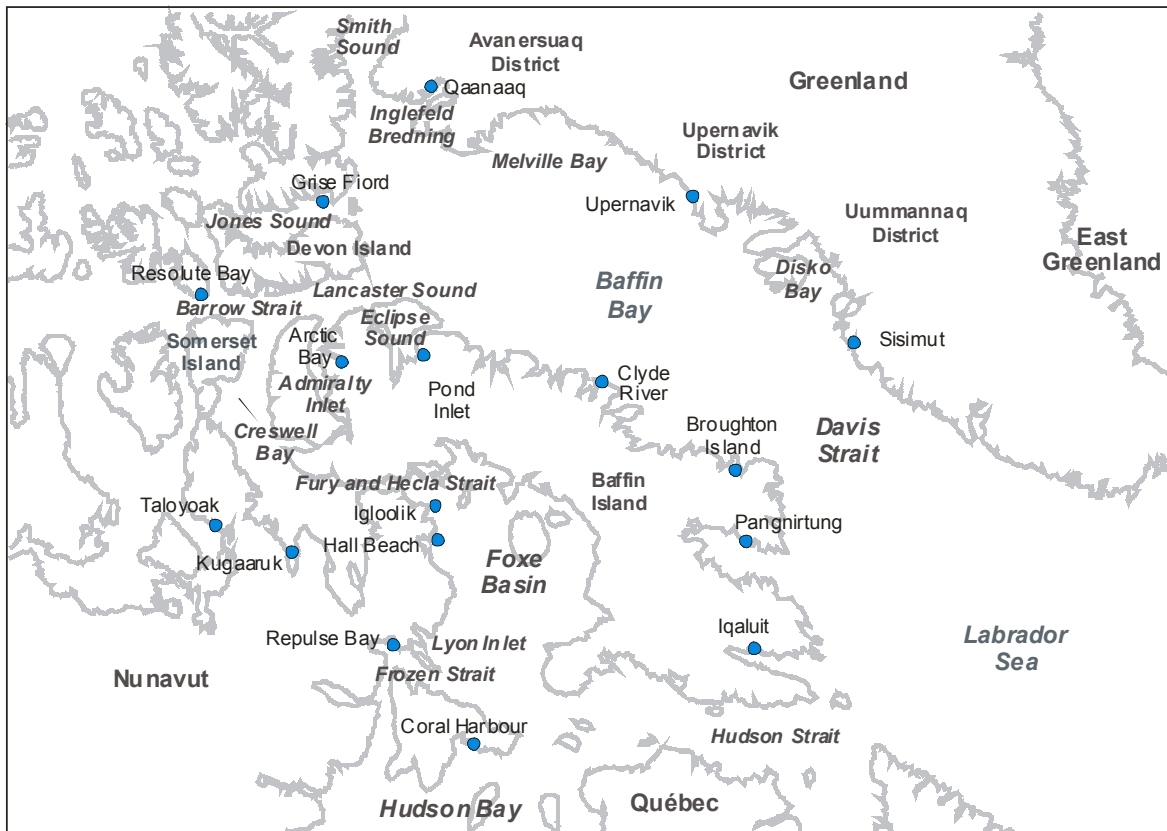 Smith
Sound
Avanersuaq
District
Greenland
Qaanaaq
Inglefeld
Bredning
Upernavik
District
Melville Bay
Grise Fiord
Upernavik
Uummannaq
District
Jones Sound
Devon Island
East
Greenland
Resolute Bay
Disko
Bay
Baffin
Bay
Lancaster Sound
Barrow Strait
Eclipse
Sound
Somerset
Island
Arctic
Bay
Sisimut
Admiralty
Inlet
Pond
Inlet
Clyde
River
Creswell
Bay
Broughton
Island
Davis
Strait
Fury and Hecla Strait
Baffin
Island
Taloyoak
Igloolik
Pangnirtung
Hall Beach
Kugaaruk
Foxe
Basin
Repulse Bay
Lyon Inlet
Iqaluit
Labrador
Sea
Nunavut
Frozen Strait
Coral Harbour
Hudson Strait
Hudson Bay
Québec